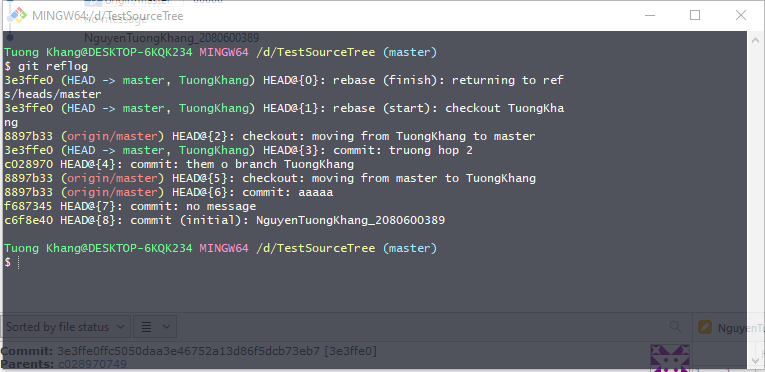 MINGW64:/d/TestSourceTree
NguyenTuongKhang_2080600389
Tuong Khang@DESKTOP-6KQK234 MINGW64 /d/TestSourceTree (master)
$ git reflog
3e3ffe0 (HEAD -> master, TuongKhang) HEAD@{0}: rebase (finish): returning to ref
s/heads/master
3e3ffe0 (HEAD -> master, TuongKhang) HEAD@{1}: rebase (start): checkout TuongKha
ng
8897b33 (origin/master) HEAD@{2}: checkout: moving from TuongKhang to master
3e3ffe0 (HEAD -> master, TuongKhang) HEAD@{3}: commit: truong hop 2
c028970 HEAD@{4}: commit: them o branch TuongKhang
8897b33 (origin/master) HEAD@{5}: checkout: moving from master to TuongKhang
8897b33 (origin/master) HEAD@{6}: commit: aaaaa
f687345 HEAD@{7}: commit: no message
c6f8e40 HEAD@{8}: commit (initial): NguyenTuongKhang_2080600389
Tuong Khang@DESKTOP-6KQK234 MINGW64 /d/TestSourceTree (master)
$
Sorted by file status
NguyenTu
Commit: 3e3ffe0ffc5050daa3e46752a13d86f5dcb73eb7 [3e3ffe0]
Parents: c028970749